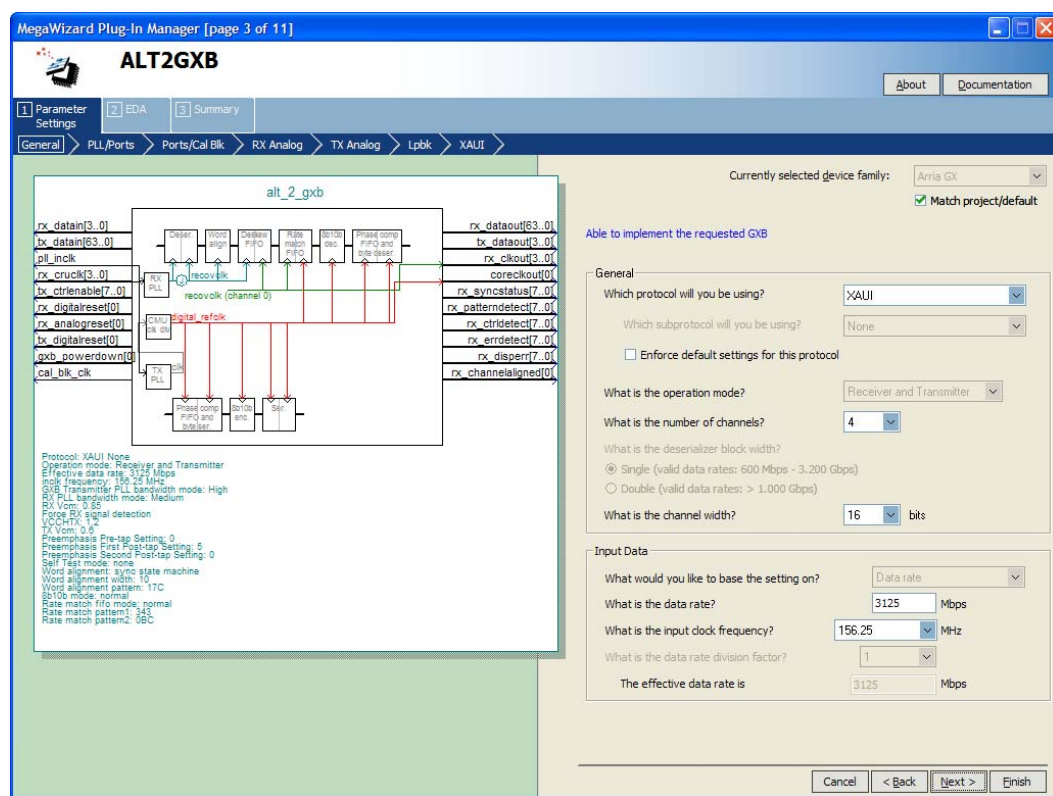 MegaWizard Plug-In Manager [page 3 of 11]
ALT2GXB
About Documentation
1 Parameter Settings
2 EDA
3 Summary
General PLL/Ports Ports/Cal Blk RX Analog TX Analog Lpbk XAUI
alt_2_gxb
rx_datain[3..0]
tx_datain[63..0]
pll_inclk
rx_cruclk[3..0]
tx_ctrlenable[7..0]
rx_digitalreset[0]
rx_analogreset[0]
tx_digitalreset[0]
gxb_powerdown[0]
cal_blk_clk
Deser.
Word align
Deskew FIFO
Rate match FIFO
8b10b dec.
Phase comp FIFO and byte deser.
RX PLL
recovclk
recovclk (channel 0)
CMU clk div
digital_refclk
TX PLL
clk
Phase comp FIFO and byte ser.
8b10b enc.
Ser.
rx_dataout[63..0]
tx_dataout[3..0]
rx_clkout[3..0]
coreclkout[0]
rx_syncstatus[7..0]
rx_patterndetect[7..0]
rx_ctrldetect[7..0]
rx_errdetect[7..0]
rx_disperr[7..0]
rx_channelaligned[0]
Protocol: XAUI None
Operation mode: Receiver and Transmitter
Effective data rate: 3125 Mbps
inclk frequency: 156.25 MHz
GXB Transmitter PLL bandwidth mode: High
RX PLL bandwidth mode: Medium
RX Vcm: 0.85
Force RX signal detection
VCCHTX: 1.2
TX Vcm: 0.6
Preemphasis Pre-tap Setting: 0
Preemphasis First Post-tap Setting: 5
Preemphasis Second Post-tap Setting: 0
Self Test mode: none
Word alignment: sync state machine
Word alignment width: 10
Word alignment pattern: 17C
8b10b mode: normal
Rate match fifo mode: normal
Rate match pattern1: 343
Rate match pattern2: 0BC
Currently selected device family: Arria GX
Match project/default
Able to implement the requested GXB
General
Which protocol will you be using? XAUI
Which subprotocol will you be using? None
Enforce default settings for this protocol
What is the operation mode? Receiver and Transmitter
What is the number of channels? 4
What is the deserializer block width?
Single (valid data rates: 600 Mbps - 3.200 Gbps)
Double (valid data rates: > 1.000 Gbps)
What is the channel width? 16 bits
Input Data
What would you like to base the setting on? Data rate
What is the data rate? 3125 Mbps
What is the input clock frequency? 156.25 MHz
What is the data rate division factor? 1
The effective data rate is 3125 Mbps
Cancel < Back Next > Finish